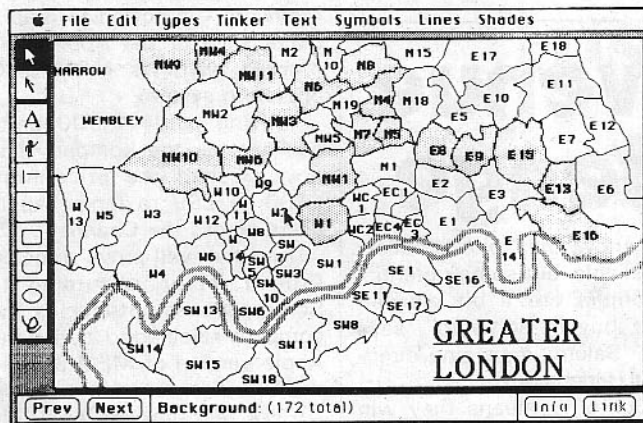 File Edit Types Tinker Text Symbols Lines Shades
HARROW NW9 NW4 NW11 N2 N10 N8 N15 E17 E18
WEMBLEY NW2 NW3 N6 N19 N4 N18 E5 E10 E11
NW10 NW6 NW5 N7 N5 E8 E9 E15 E7 E12
W13 W5 W3 W12 W10 W11 W9 NW1 N1 E2 E3 E13 E6
W2 W1 WC1 EC1 WC2 EC4 EC3 E1 E14 E16
W4 W6 W14 W8 SW5 SW7 SW3 SW1 SE1 SE16
SW13 SW6 SW10 SE11 SE17
SW14 SW15 SW18 SW11 SW8
A
GREATER
LONDON
Prev Next Background: (172 total) Info Link